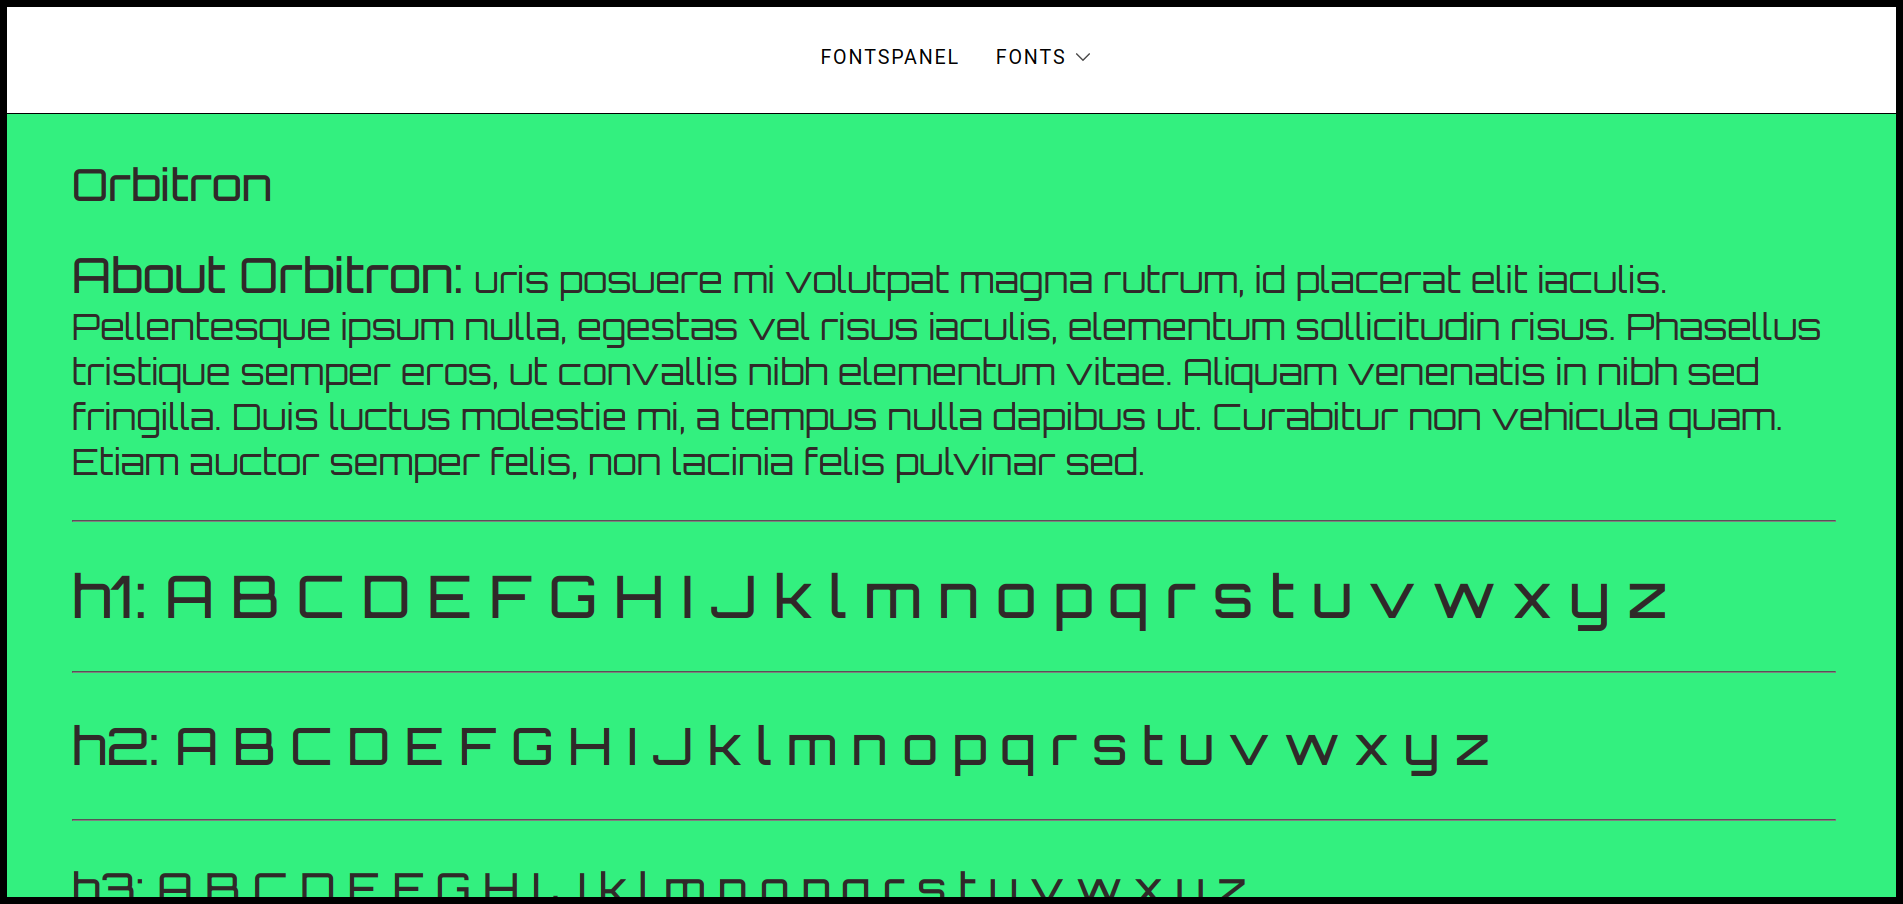 FONTSPANEL FONTS
Orbitron
About Orbitron: uris posuere mi volutpat magna rutrum, id placerat elit iaculis.
Pellentesque ipsum nulla, egestas vel risus iaculis, elementum sollicitudin risus. Phasellus
tristique semper eros, ut convallis nibh elementum vitae. Aliquam venenatis in nibh sed
fringilla. Duis luctus molestie mi, a tempus nulla dapibus ut. Curabitur non vehicula quam.
Etiam auctor semper felis, non lacinia felis pulvinar sed.
h1: A B C D E F G H I J k l m n o p q r s t u v w x y z
h2: A B C D E F G H I J k l m n o p q r s t u v w x y z
h3: A B C D E F G H I J k l m n o p q r s t u v w x y z